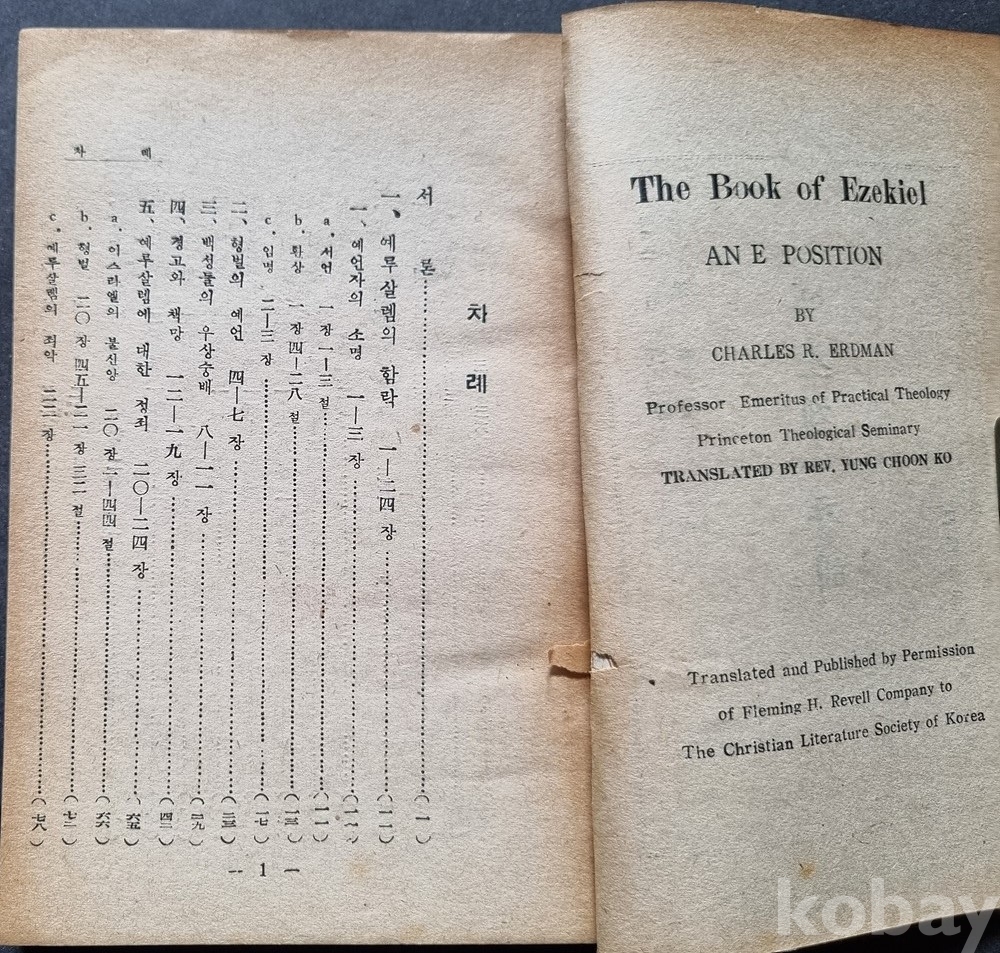 The Book of Ezekiel
AN E POSITION
BY
CHARLES R. ERDMAN
Professor Emeritus of Practical Theology
Princeton Theological Seminary
TRANSLATED BY REV. YUNG CHOON KO
Translated and Published by Permission
of Fleming H. Revell Company to
The Christian Literature Society of Korea
차 례
서 론……(一)
一、예루살렘의 함락 一—二四 장……(一一)
一、예언자의 소명 一—三 장……(一一)
a. 서언 一 장 一—三 절……(一一)
b. 환상 一 장 四—二八 절……(一三)
c. 임명 二—三 장……(一七)
二、형벌의 예언 四—七 장……(三三)
三、백성들의 우상숭배 八—一一 장……(三九)
四、경고와 책망 一二—一九 장……(四二)
五、예루살렘에 대한 정죄 二〇—二四 장……(六五)
a. 이스라엘의 불신앙 二〇 장 一—四四 절……(六六)
b. 형벌 二〇 장 四五—二一 장 三二 절……(七二)
c. 예루살렘의 죄악 二二 장……(七八)
차 례
— 1 —
kobay